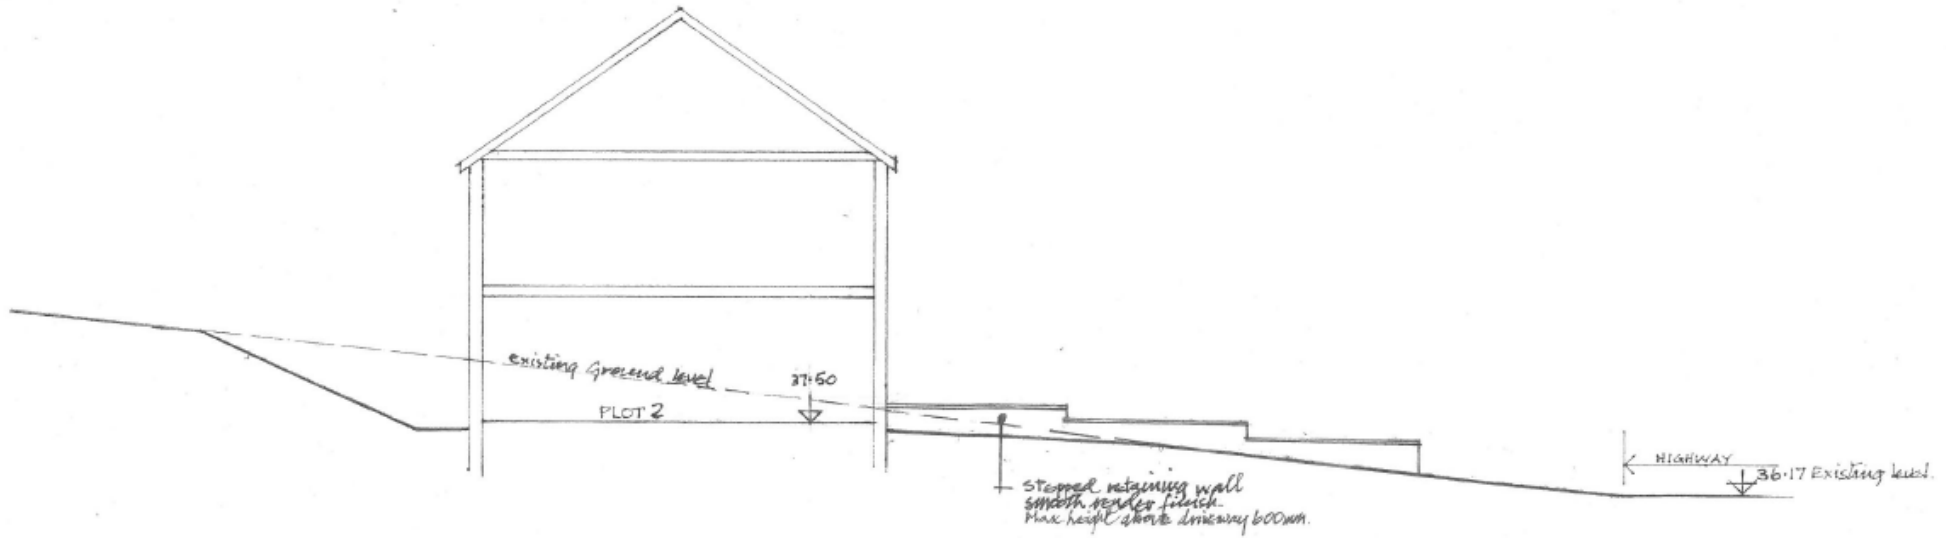 existing Ground level
37.50
PLOT 2
HIGHWAY
36.17 Existing level.
Stepped retaining wall
smooth render finish.
Max height above driveway 600mm.